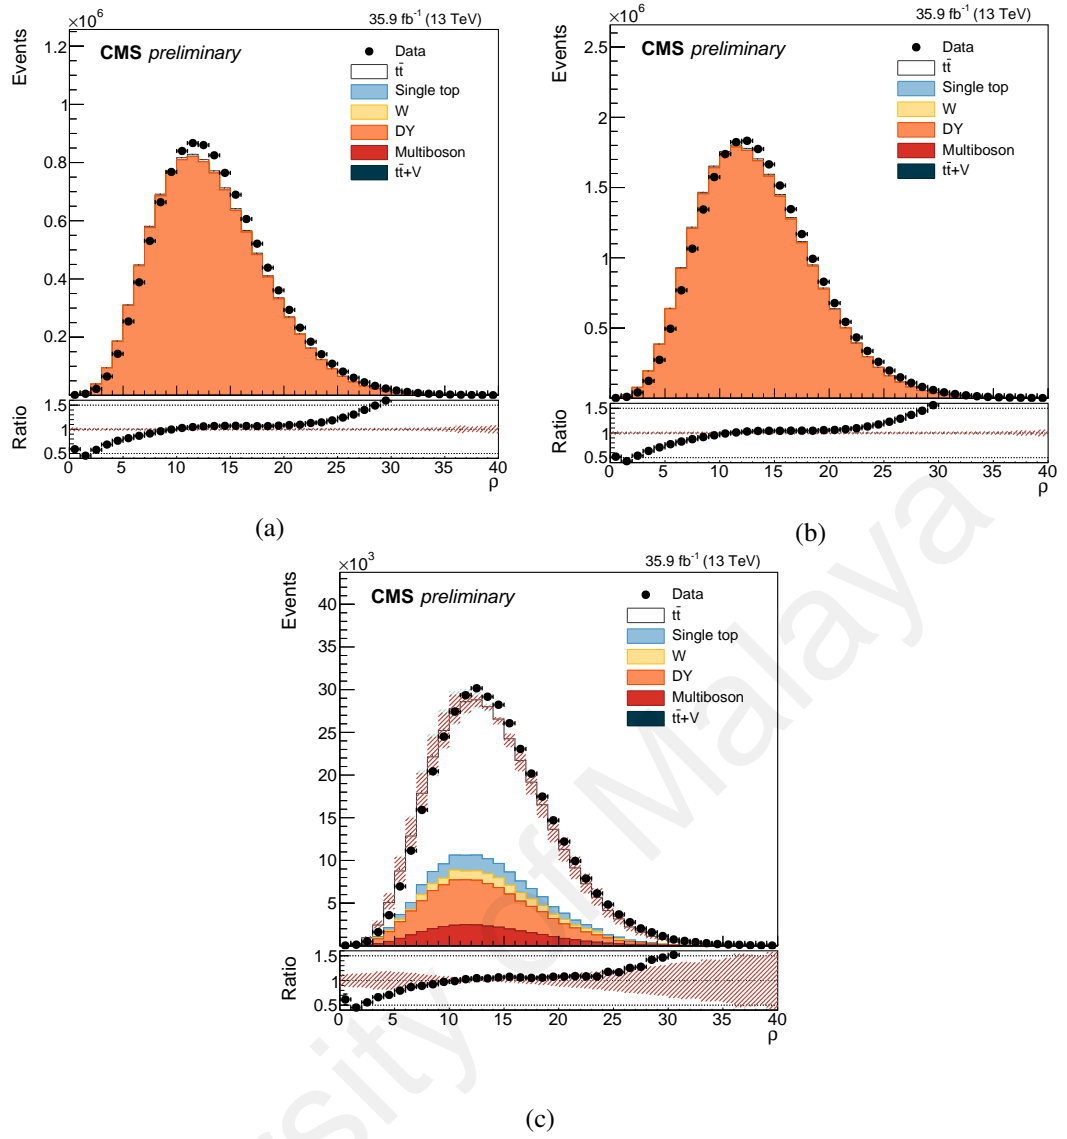 ×10⁶
35.9 fb⁻¹ (13 TeV)
CMS preliminary
Events
Data
tt̄
Single top
W
DY
Multiboson
tt̄+V
1.2
1
0.8
0.6
0.4
0.2
Ratio
1.5
1
0.5
0 5 10 15 20 25 30 35 40
ρ
(a)
×10⁶
35.9 fb⁻¹ (13 TeV)
CMS preliminary
Events
Data
tt̄
Single top
W
DY
Multiboson
tt̄+V
2.5
2
1.5
1
0.5
Ratio
1.5
1
0.5
0 5 10 15 20 25 30 35 40
ρ
(b)
×10³
35.9 fb⁻¹ (13 TeV)
CMS preliminary
Events
Data
tt̄
Single top
W
DY
Multiboson
tt̄+V
40
30
20
10
5
Ratio
1.5
1
0.5
0 5 10 15 20 25 30 35 40
ρ
(c)
rsity of Malaya